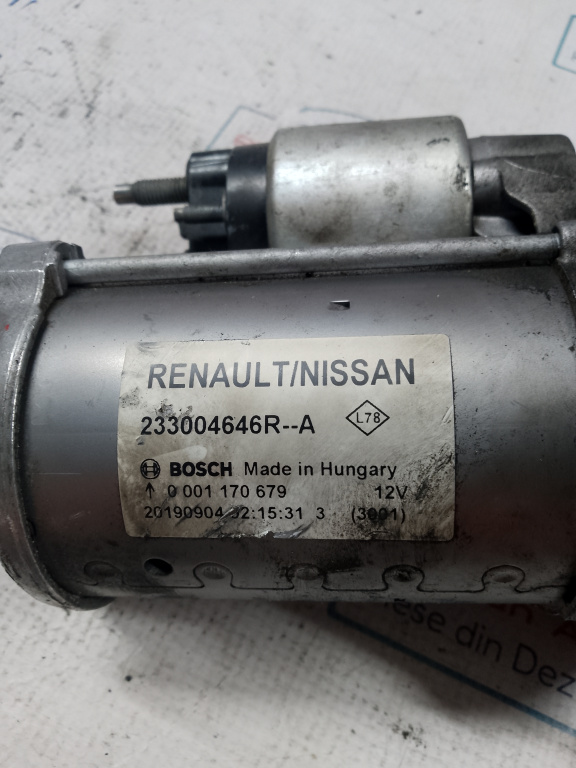 RENAULT/NISSAN
233004646R--A L78
BOSCH Made in Hungary
↑ 0 001 170 679 12V
20190904 :15:31 3 (3001)
ese din Dez